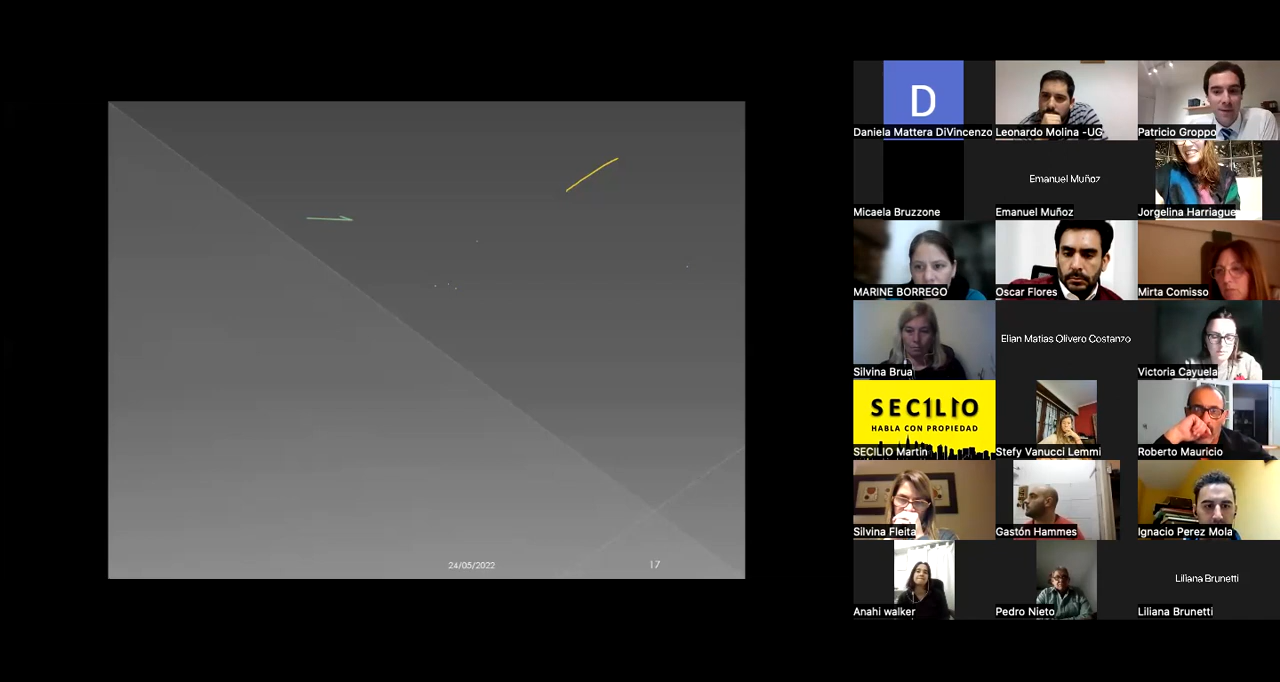 24/05/2022
17
D
Daniela Mattera DiVincenzo
Leonardo Molina -UG
Patricio Groppo
Micaela Bruzzone
Emanuel Muñoz
Emanuel Muñoz
Jorgelina Harriague
MARINE BORREGO
Oscar Flores
Mirta Comisso
Silvina Brua
Elian Matías Olivero Costanzo
Victoria Cayuela
SEC1L1O
HABLA CON PROPIEDAD
SECILIO Martin
Stefy Vanucci Lemmi
Roberto Mauricio
Silvina Fleita
Gastón Hammes
Ignacio Perez Mola
Anahi walker
Pedro Nieto
Liliana Brunetti
Liliana Brunetti